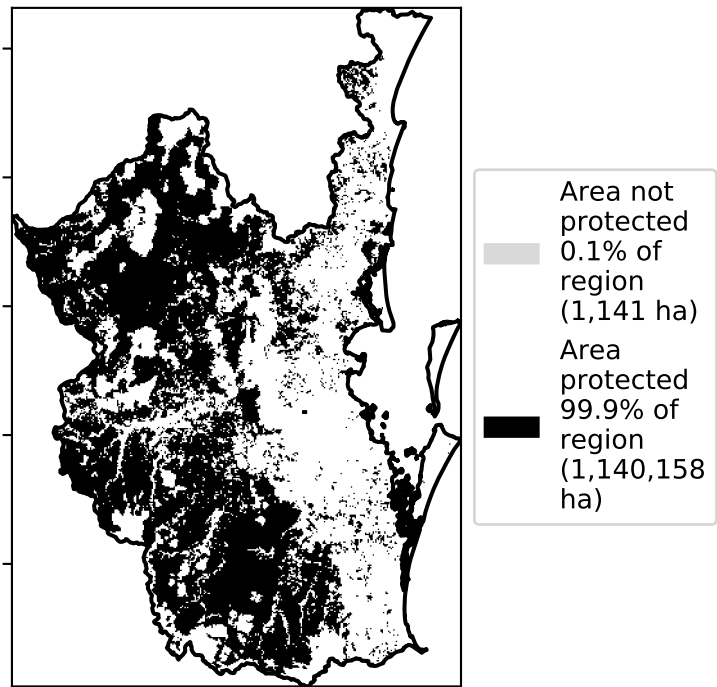 Area not
protected
0.1% of
region
(1,141 ha)
Area
protected
99.9% of
region
(1,140,158
ha)